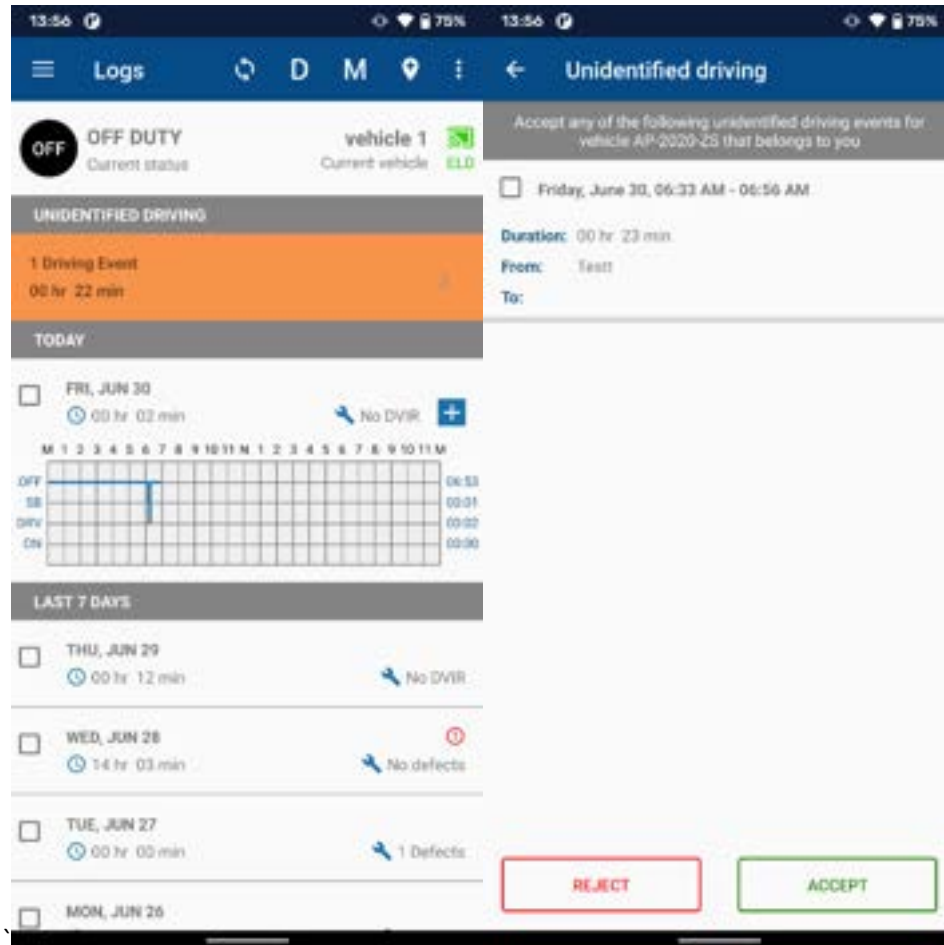 13:56
75%
Logs
D
M
OFF
OFF DUTY
Current status
vehicle 1
Current vehicle
ELD
UNIDENTIFIED DRIVING
1 Driving Event
00 hr 22 min
TODAY
FRI, JUN 30
00 hr 02 min
No DVIR
M 1 2 3 4 5 6 7 8 9 10 11 N 1 2 3 4 5 6 7 8 9 10 11 M
OFF 06:53
SB 00:01
DRV 00:02
ON 00:00
LAST 7 DAYS
THU, JUN 29
00 hr 12 min
No DVIR
WED, JUN 28
14 hr 03 min
No defects
TUE, JUN 27
00 hr 00 min
1 Defects
MON, JUN 26
13:56
75%
Unidentified driving
Accept any of the following unidentified driving events for
vehicle AP-2020-ZS that belongs to you
Friday, June 30, 06:33 AM - 06:56 AM
Duration: 00 hr 23 min
From: Testt
To:
REJECT
ACCEPT